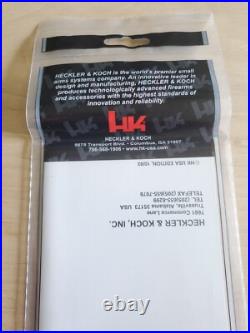 HECKLER & KOCH is the world's premier small
arms systems company. An innovative leader in
design and manufacturing, HECKLER & KOCH
produces technologically advanced firearms
and accessories with the highest standards of
innovation and reliability.
HK
HECKLER & KOCH
5675 Transport Blvd. • Columbus, GA 31907
706-568-1906 • www.hk-usa.com
HECKLER & KOCH, INC.
7661 Commerce Lane
Trussville, Alabama 35173 USA
TEL. (205)655-8299
TELEFAX (205)655-7078
© HK USA EDITION,